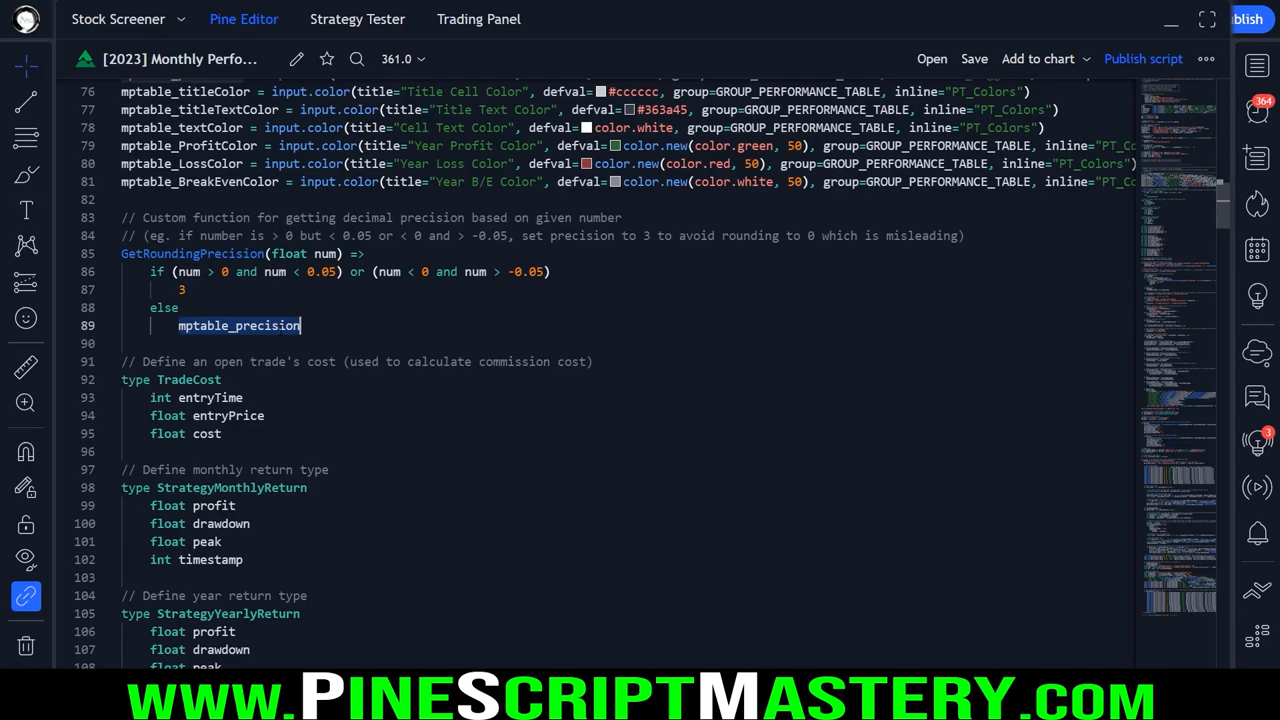 Stock Screener Pine Editor Strategy Tester Trading Panel blish
[2023] Monthly Perfo... 361.0 Open Save Add to chart Publish script
76
77 mptable_titleColor = input.color(title="Title Cell Color", defval=#cccccc, group=GROUP_PERFORMANCE_TABLE, inline="PT_Colors")
mptable_titleTextColor = input.color(title="Title Text Color", defval=#363a45, group=GROUP_PERFORMANCE_TABLE, inline="PT_Colors")
78 mptable_textColor = input.color(title="Cell Text Color", defval=color.white, group=GROUP_PERFORMANCE_TABLE, inline="PT_Colors")
79 mptable_ProfitColor = input.color(title="Year Profit Color", defval=color.new(color.green, 50), group=GROUP_PERFORMANCE_TABLE, inline="PT_Co
80 mptable_LossColor = input.color(title="Year Loss Color", defval=color.new(color.red, 50), group=GROUP_PERFORMANCE_TABLE, inline="PT_Colors")
81 mptable_BreakEvenColor = input.color(title="Year B/E Color", defval=color.new(color.white, 50), group=GROUP_PERFORMANCE_TABLE, inline="PT_Co
82
83 // Custom function for getting decimal precision based on given number
84 // (eg. if number is > 0 but < 0.05 or < 0 and > -0.05, set precision to 3 to avoid rounding to 0 which is misleading)
85 GetRoundingPrecision(float num) =>
86 if (num > 0 and num < 0.05) or (num < 0 and num > -0.05)
87 3
88 else
89 mptable_precision
90
91 // Define an open trade's cost (used to calculate commission cost)
92 type TradeCost
93 int entryTime
94 float entryPrice
95 float cost
96
97 // Define monthly return type
98 type StrategyMonthlyReturn
99 float profit
100 float drawdown
101 float peak
102 int timestamp
103
104 // Define year return type
105 type StrategyYearlyReturn
106 float profit
107 float drawdown
108 float peak
364
3
www.PineScriptMastery.com